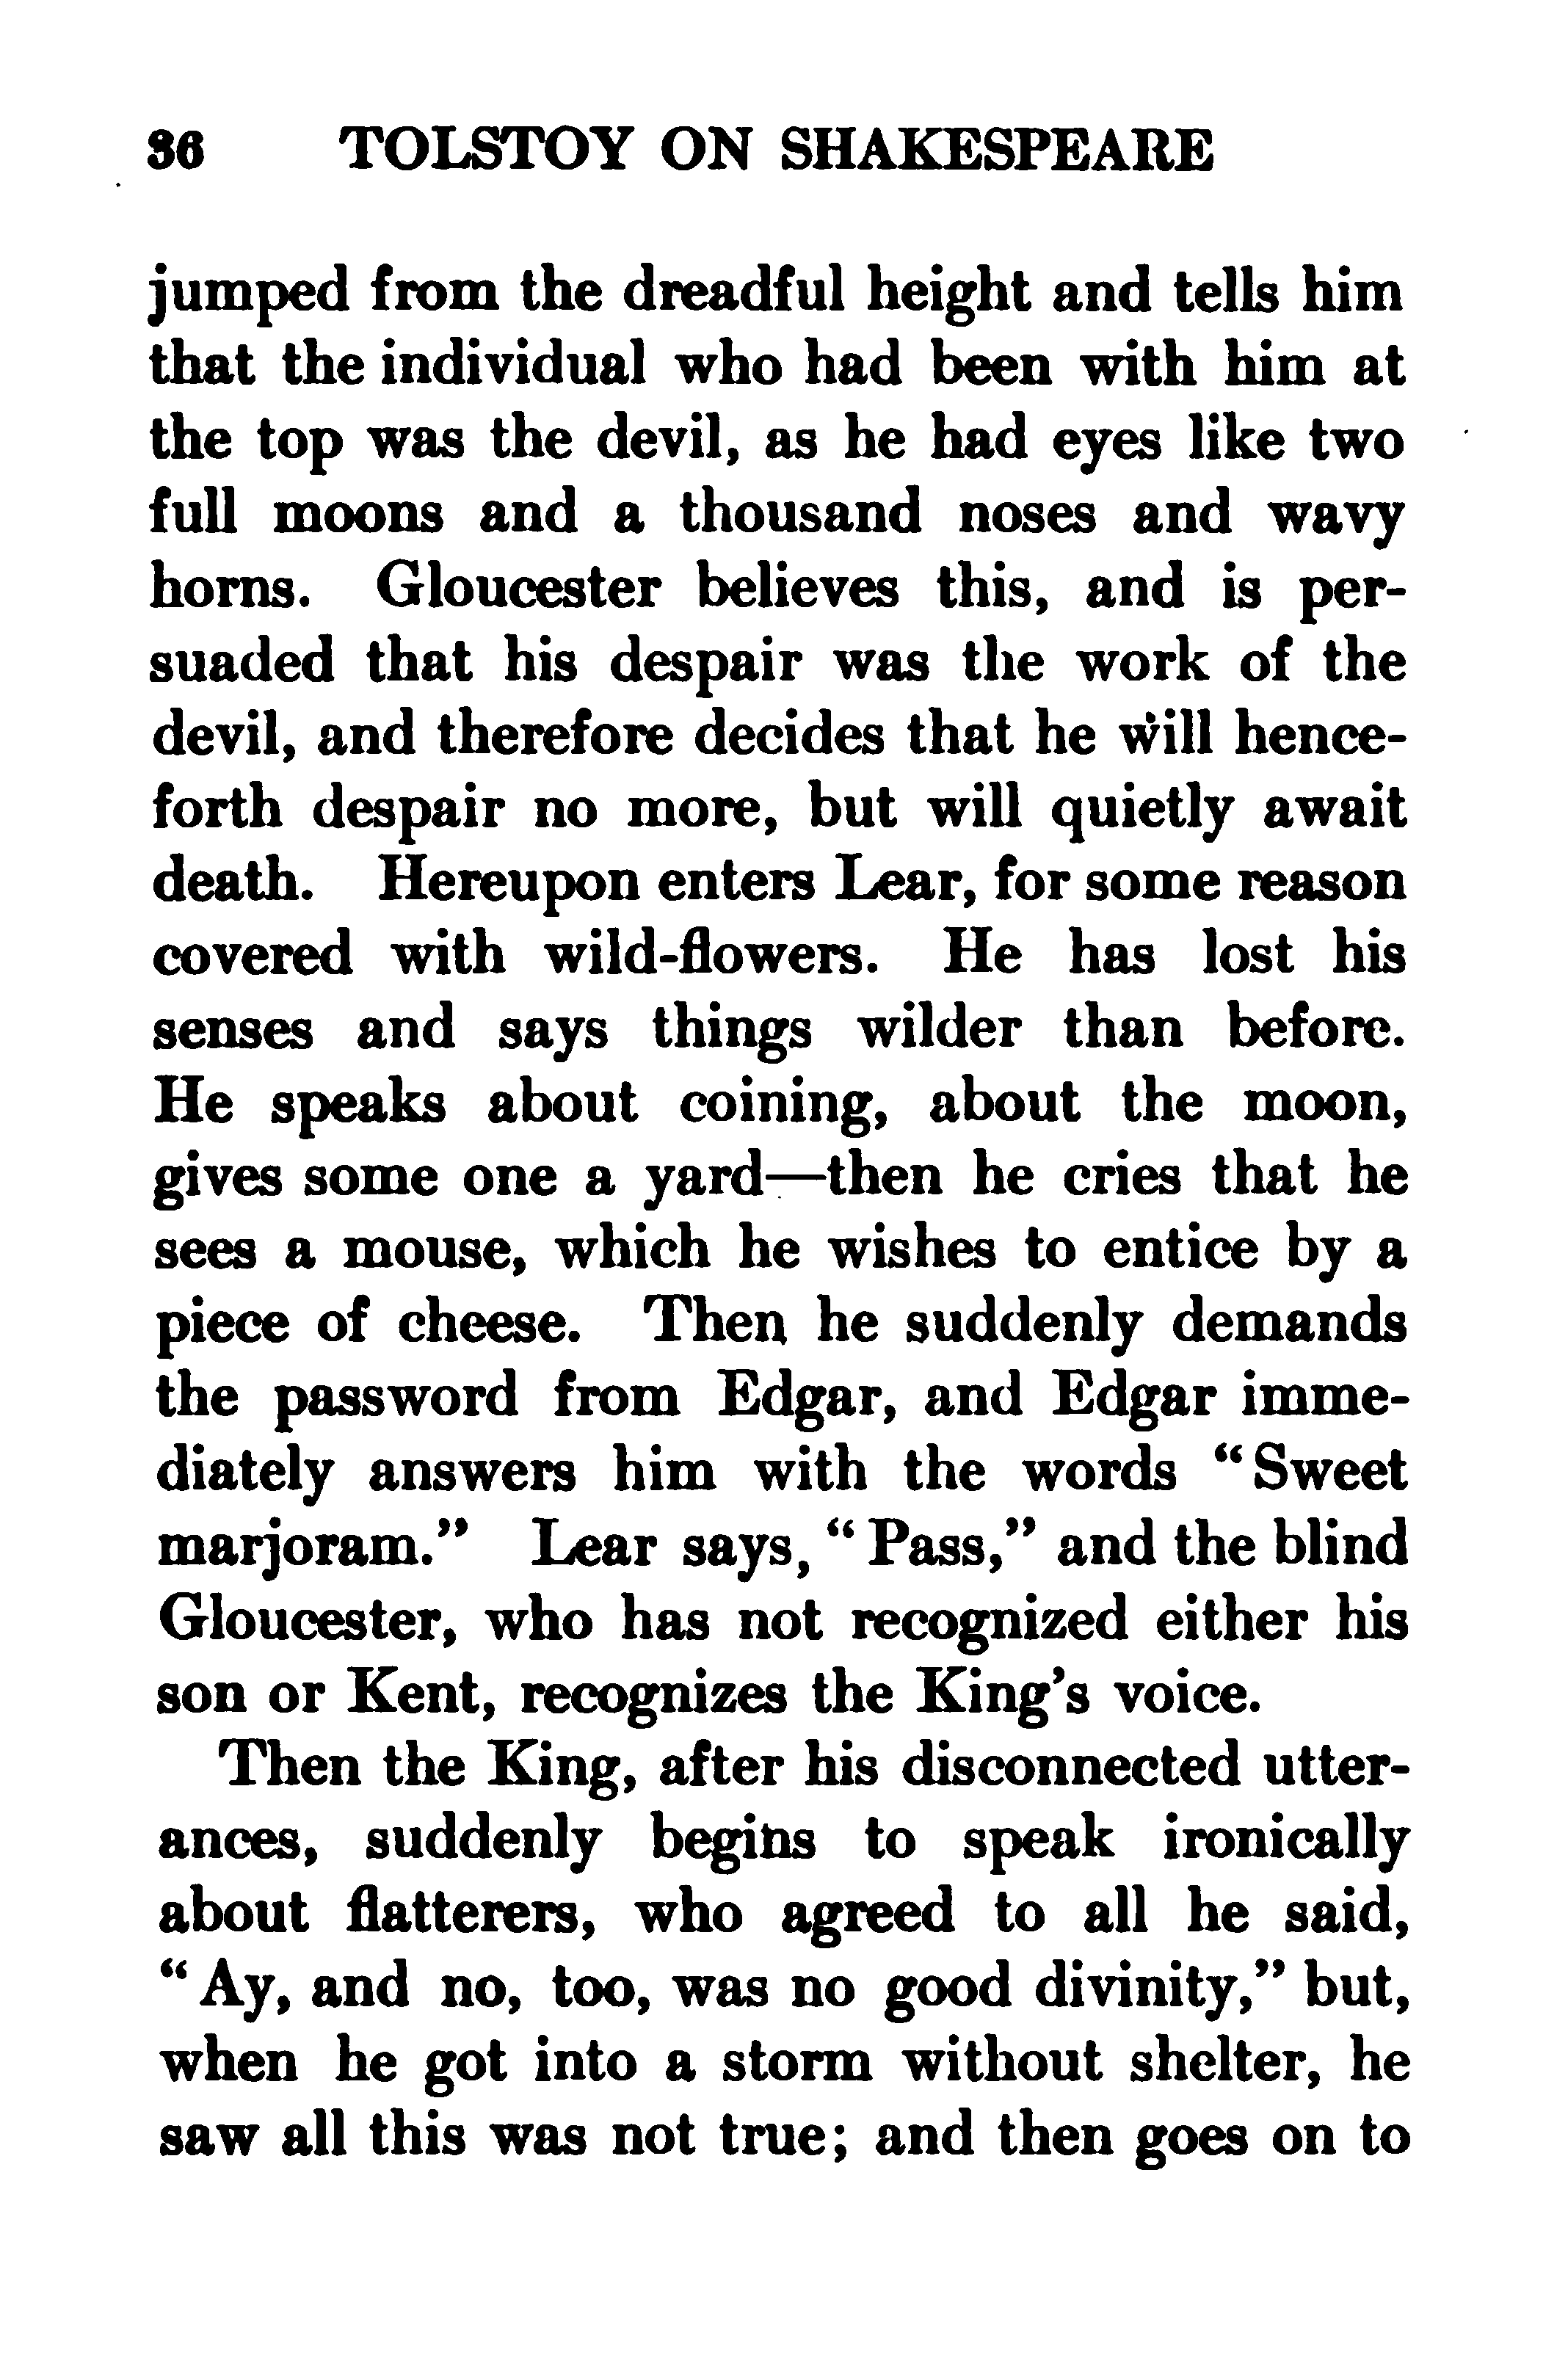 36 TOLSTOY ON SHAKESPEARE
jumped from the dreadful height and tells him
that the individual who had been with him at
the top was the devil, as he had eyes like two
full moons and a thousand noses and wavy
horns. Gloucester believes this, and is per-
suaded that his despair was the work of the
devil, and therefore decides that he will hence-
forth despair no more, but will quietly await
death. Hereupon enters Lear, for some reason
covered with wild-flowers. He has lost his
senses and says things wilder than before.
He speaks about coining, about the moon,
gives some one a yard—then he cries that he
sees a mouse, which he wishes to entice by a
piece of cheese. Then he suddenly demands
the password from Edgar, and Edgar imme-
diately answers him with the words “Sweet
marjoram.” Lear says, “Pass,” and the blind
Gloucester, who has not recognized either his
son or Kent, recognizes the King’s voice.
Then the King, after his disconnected utter-
ances, suddenly begins to speak ironically
about flatterers, who agreed to all he said,
“Ay, and no, too, was no good divinity,” but,
when he got into a storm without shelter, he
saw all this was not true; and then goes on to